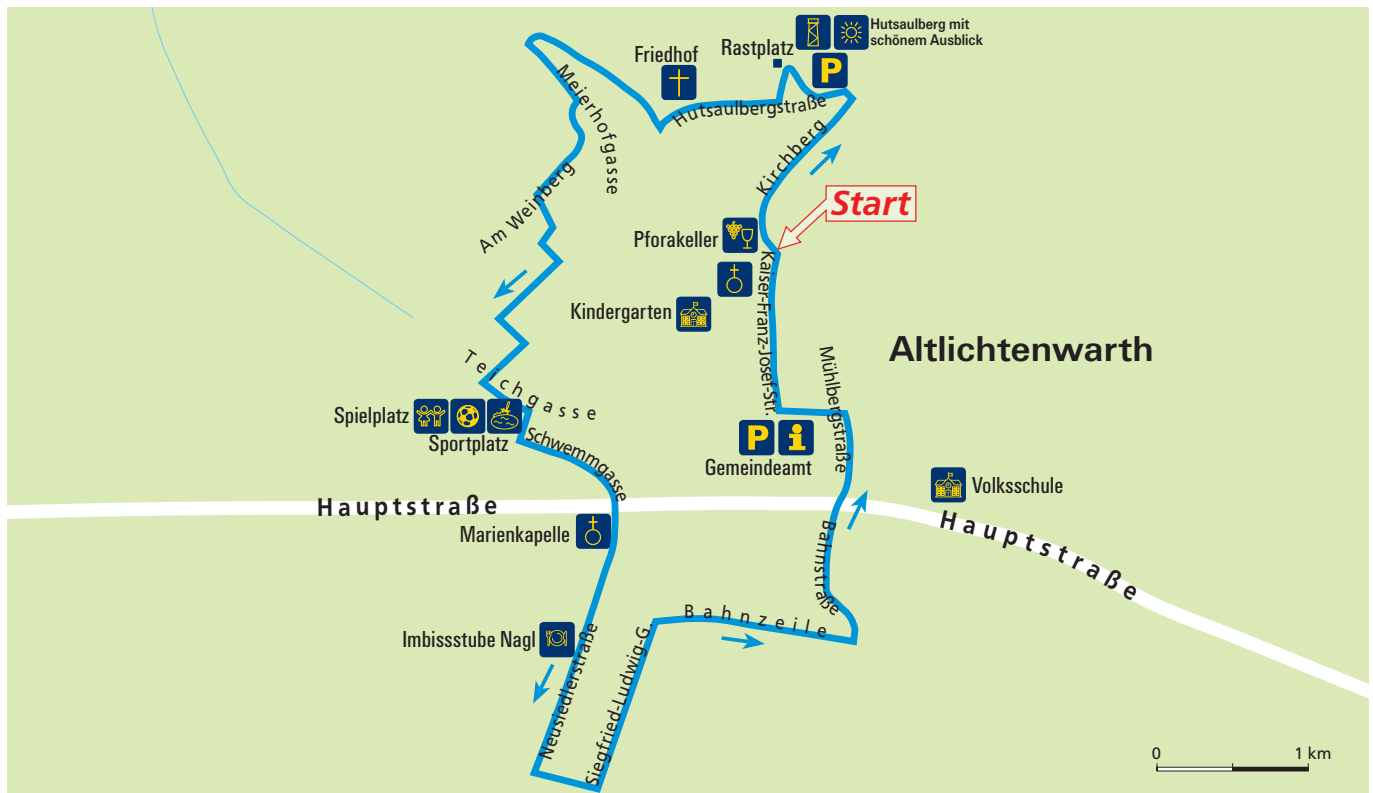 Hutsaulberg mit
schönem Ausblick
Rastplatz
Friedhof
P
Meierhofgasse
Hutsaulbergstraße
Kirchberg
Am Weinberg
Start
Pforakeller
Kaiser-Franz-Josef-Str.
Kindergarten
Altlichtenwarth
Mühlbergstraße
Teichgasse
Spielplatz
Sportplatz
Schwemmgasse
P i
Gemeindeamt
Volksschule
Hauptstraße
Hauptstraße
Marienkapelle
Bahnstraße
Bahnzeile
Imbissstube Nagl
Neusiedlerstraße
Siegfried-Ludwig-G.
0 1 km